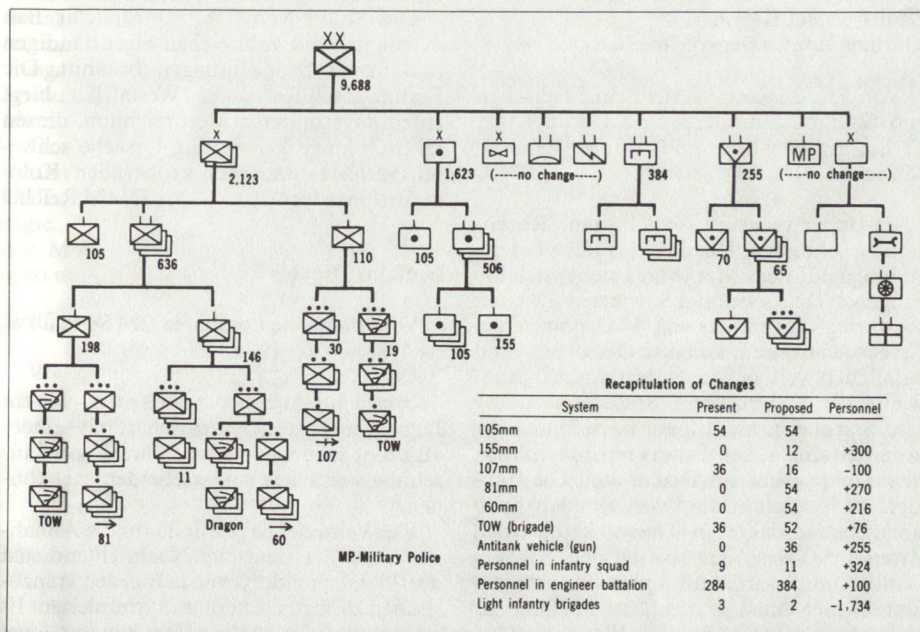 XX
9,688
X
X
X
X
2,123
1,623
(----no change-----)
384
255
MP
(----no change----)
105
636
110
105
506
70
65
198
146
30
19
105
155
107
TOW
11
TOW
81
Dragon
60
MP-Military Police
Recapitulation of Changes
System Present Proposed Personnel
105mm 54 54
155mm 0 12 +300
107mm 36 16 -100
81mm 0 54 +270
60mm 0 54 +216
TOW (brigade) 36 52 +76
Antitank vehicle (gun) 0 36 +255
Personnel in infantry squad 9 11 +324
Personnel in engineer battalion 284 384 +100
Light infantry brigades 3 2 -1,734